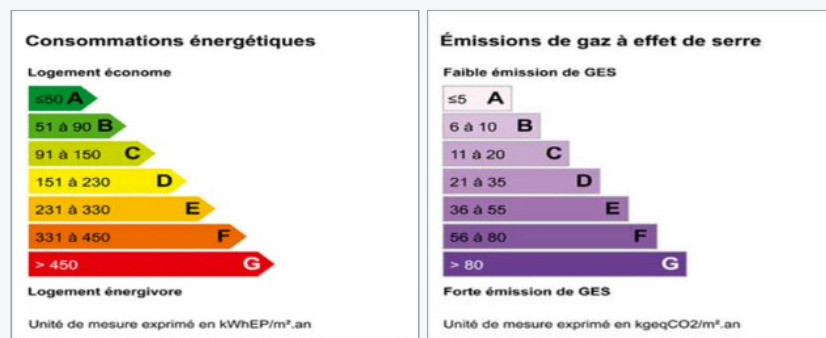 Consommations énergétiques
Logement économe
≤50 A
51 à 90 B
91 à 150 C
151 à 230 D
231 à 330 E
331 à 450 F
> 450 G
Logement énergivore
Unité de mesure exprimé en kWhEP/m².an
Émissions de gaz à effet de serre
Faible émission de GES
≤5 A
6 à 10 B
11 à 20 C
21 à 35 D
36 à 55 E
56 à 80 F
> 80 G
Forte émission de GES
Unité de mesure exprimé en kgeqCO2/m².an